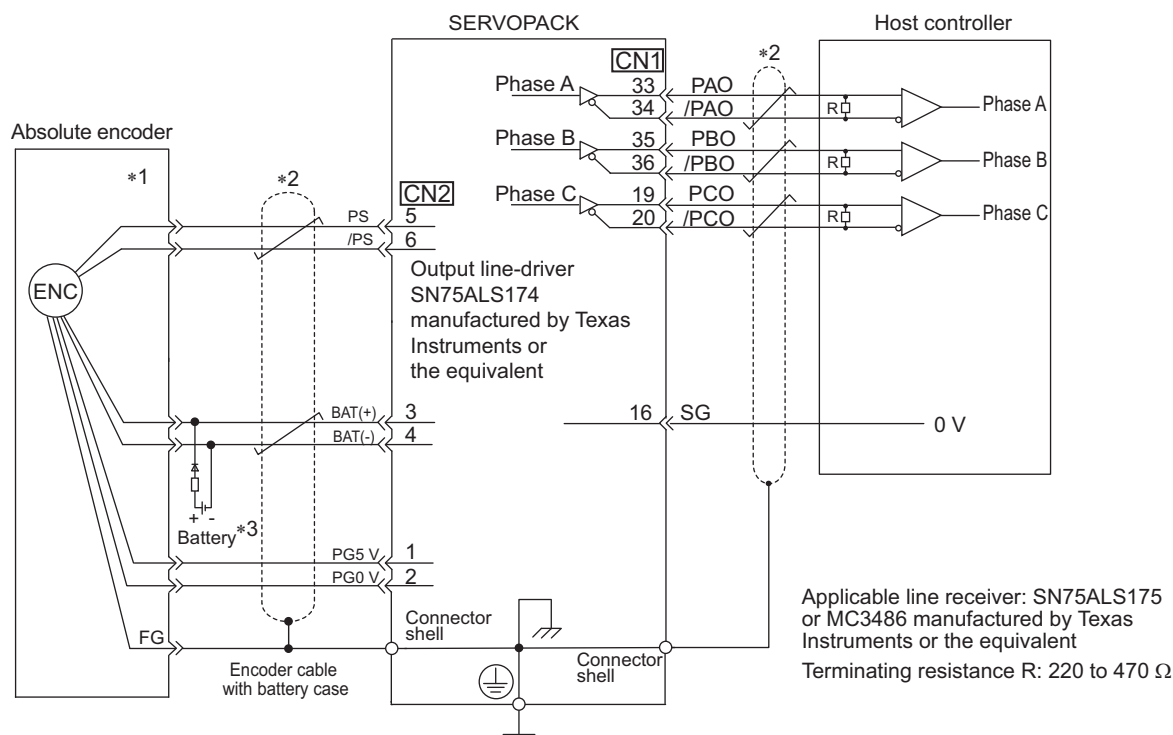 SERVOPACK
Host controller
CN1
*2
Phase A
33
PAO
34
/PAO
R
Phase A
Phase B
35
PBO
36
/PBO
R
Phase B
Phase C
19
PCO
20
/PCO
R
Phase C
Absolute encoder
*1
*2
CN2
PS
5
/PS
6
ENC
Output line-driver
SN75ALS174
manufactured by Texas
Instruments or
the equivalent
BAT(+)
3
BAT(-)
4
16
SG
0 V
+ -
Battery*3
PG5 V
1
PG0 V
2
FG
Connector
shell
Encoder cable
with battery case
Connector
shell
Applicable line receiver: SN75ALS175
or MC3486 manufactured by Texas
Instruments or the equivalent
Terminating resistance R: 220 to 470 Ω